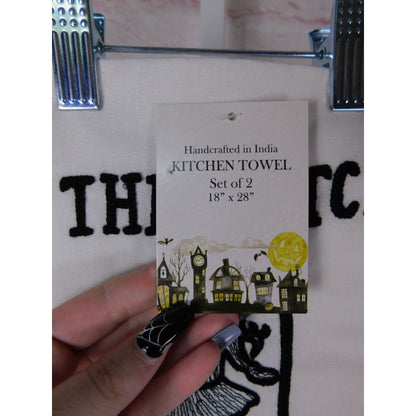 Handcrafted in India
KITCHEN TOWEL
Set of 2
18" x 28"